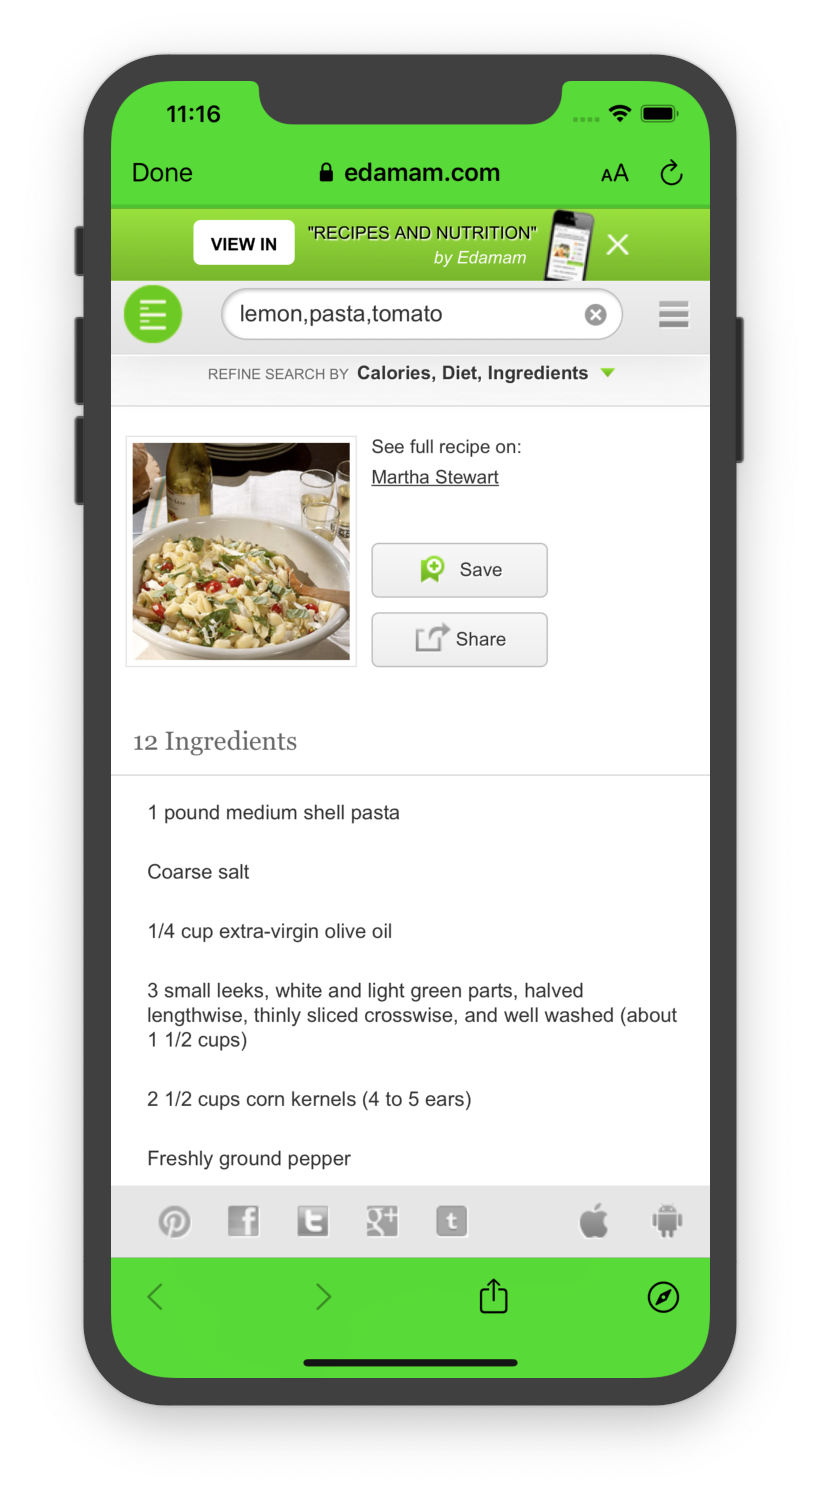 11:16
Done
edamam.com
AA
VIEW IN
"RECIPES AND NUTRITION"
by Edamam
lemon,pasta,tomato
REFINE SEARCH BY Calories, Diet, Ingredients
See full recipe on:
Martha Stewart
Save
Share
12 Ingredients
1 pound medium shell pasta
Coarse salt
1/4 cup extra-virgin olive oil
3 small leeks, white and light green parts, halved
lengthwise, thinly sliced crosswise, and well washed (about
1 1/2 cups)
2 1/2 cups corn kernels (4 to 5 ears)
Freshly ground pepper